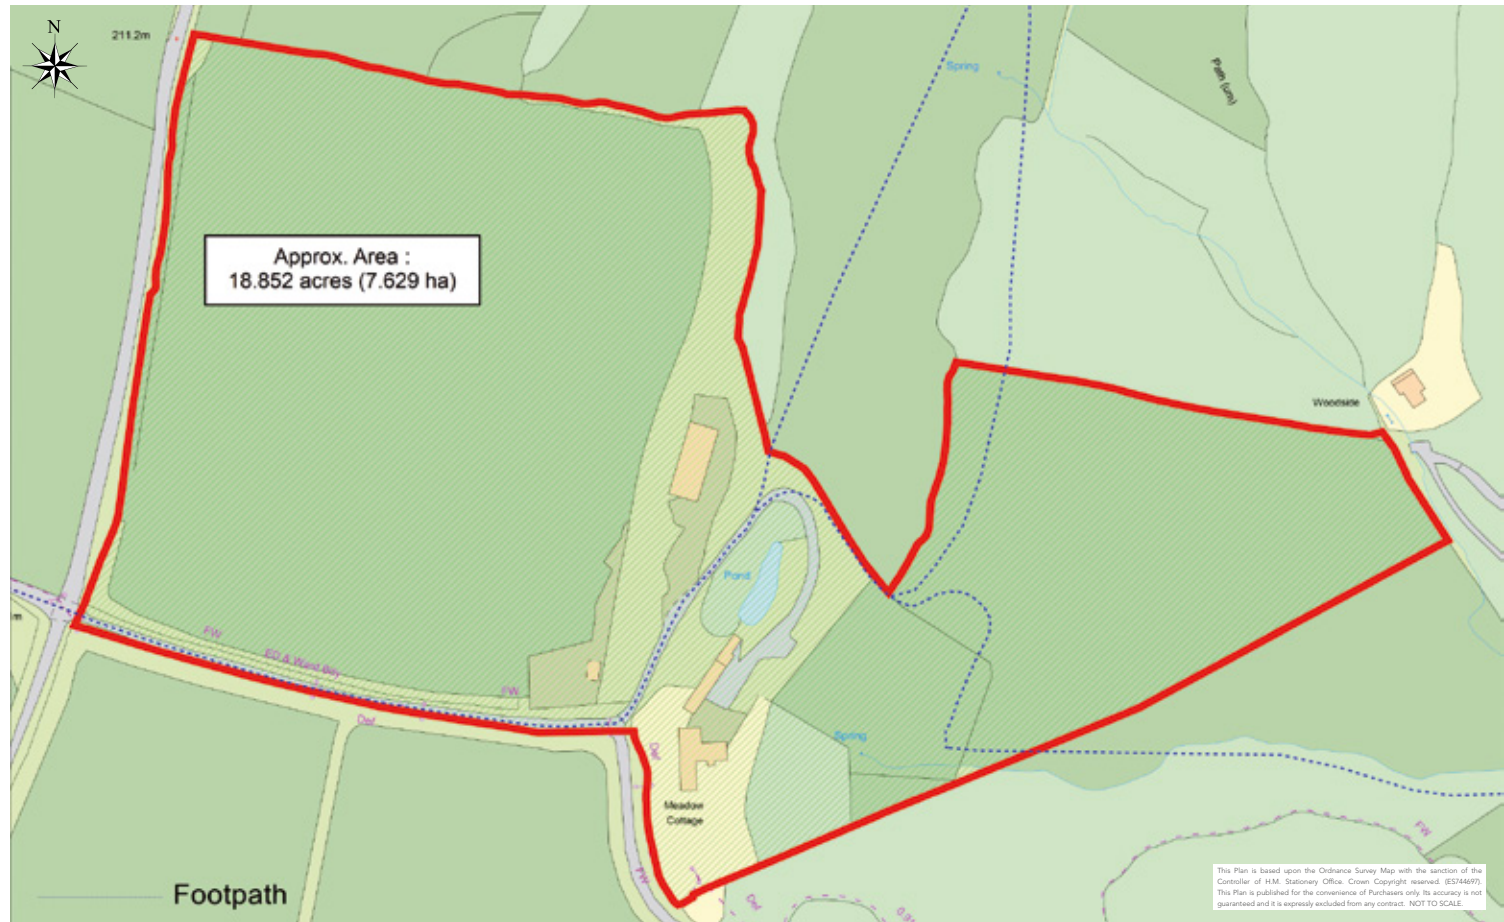 N
211.2m
Spring
Path (um)
Approx. Area :
18.852 acres (7.629 ha)
Woodside
Pond
m
FW
ED & Ward Bdy
FW
Def
Spring
Def
Meadow
Cottage
FW
Def
FW
Footpath
This Plan is based upon the Ordnance Survey Map with the sanction of the
Controller of H.M. Stationery Office. Crown Copyright reserved. (ES744697).
This Plan is published for the convenience of Purchasers only. Its accuracy is not
guaranteed and it is expressly excluded from any contract. NOT TO SCALE.